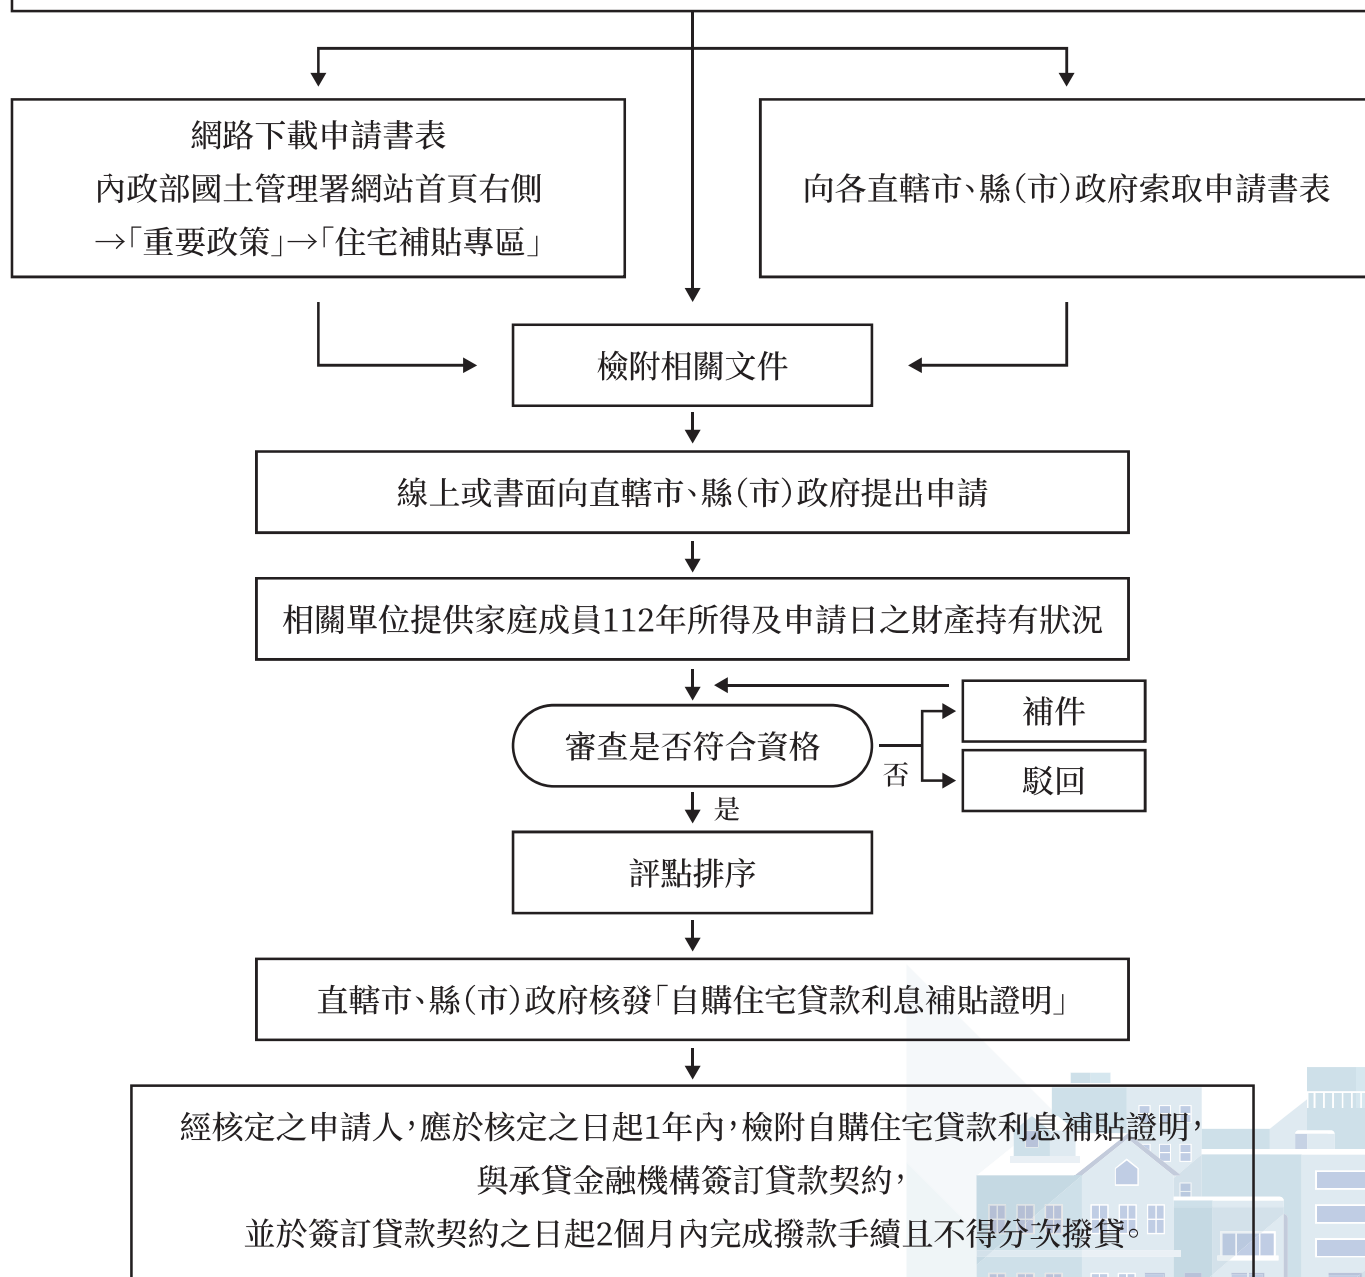 網路下載申請書表
內政部國土管理署網站首頁右側
→「重要政策」→「住宅補貼專區」
向各直轄市、縣(市)政府索取申請書表
檢附相關文件
線上或書面向直轄市、縣(市)政府提出申請
相關單位提供家庭成員112年所得及申請日之財產持有狀況
補件
審查是否符合資格
否
駁回
是
評點排序
直轄市、縣(市)政府核發「自購住宅貸款利息補貼證明」
經核定之申請人，應於核定之日起1年內，檢附自購住宅貸款利息補貼證明，
與承貸金融機構簽訂貸款契約，
並於簽訂貸款契約之日起2個月內完成撥款手續且不得分次撥貸。